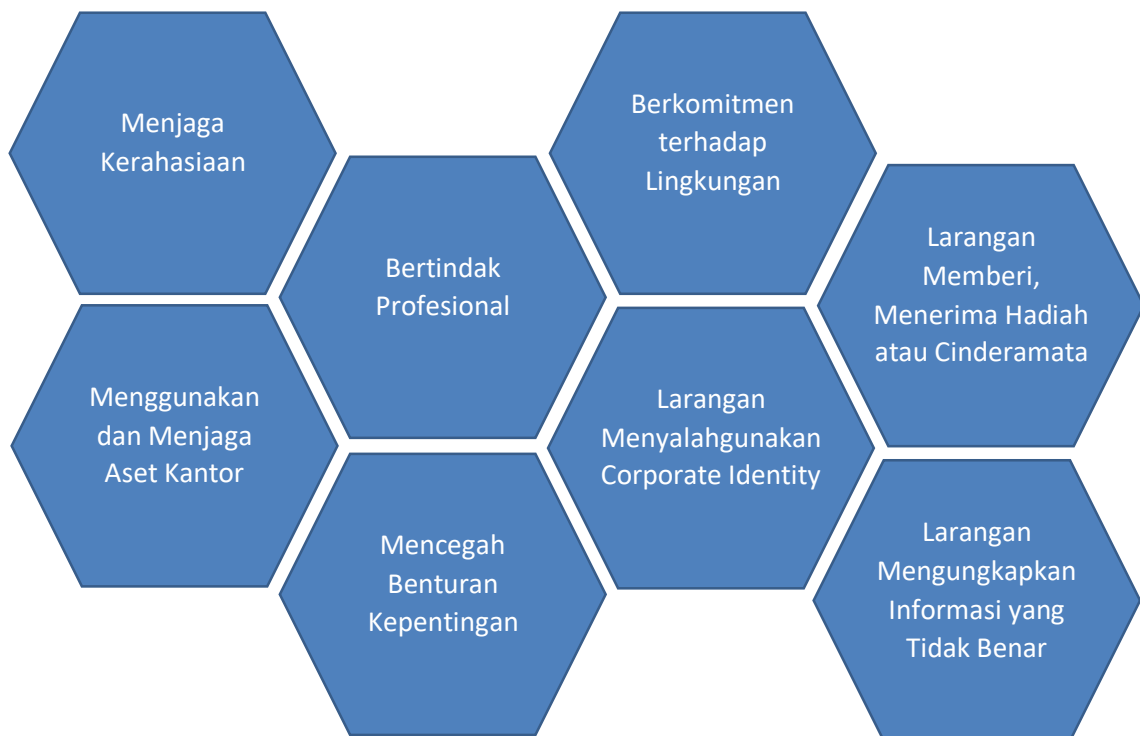 Menjaga
Kerahasiaan
Bertindak
Profesional
Berkomitmen
terhadap
Lingkungan
Larangan
Memberi,
Menerima Hadiah
atau Cinderamata
Menggunakan
dan Menjaga
Aset Kantor
Mencegah
Benturan
Kepentingan
Larangan
Menyalahgunakan
Corporate Identity
Larangan
Mengungkapkan
Informasi yang
Tidak Benar